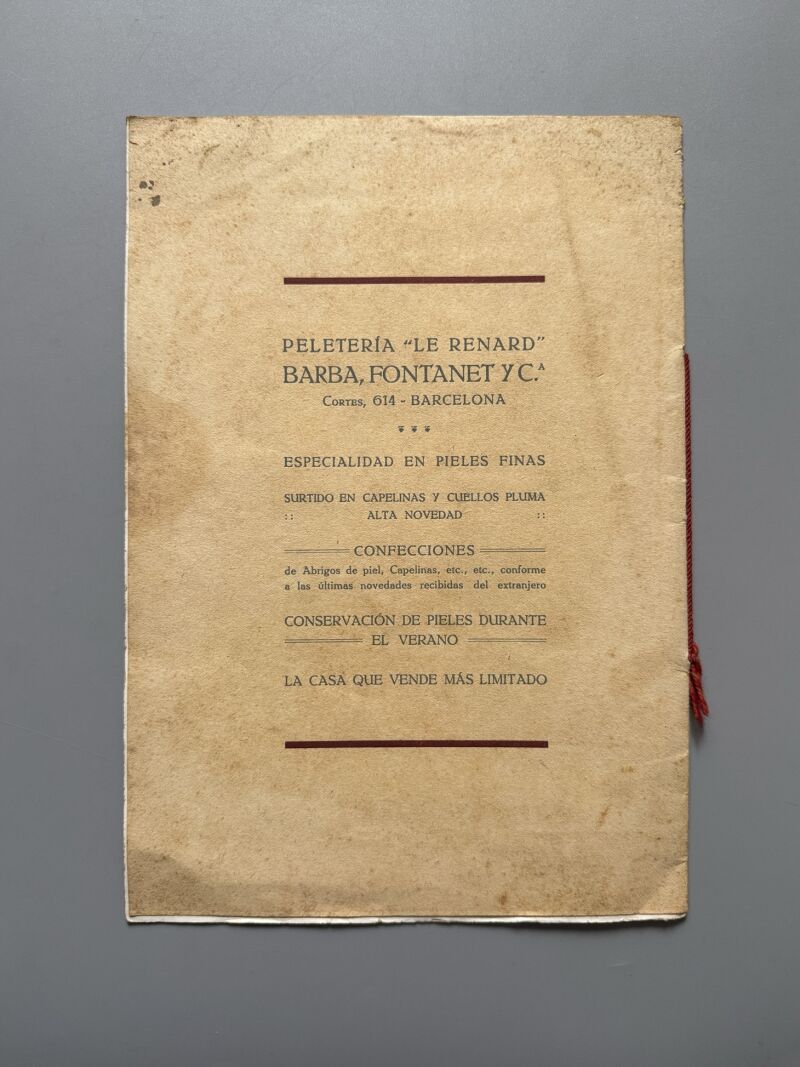 PELETERÍA “LE RENARD”
BARBA, FONTANET Y C.ᴬ
CORTES, 614 - BARCELONA
ESPECIALIDAD EN PIELES FINAS
SURTIDO EN CAPELINAS Y CUELLOS PLUMA
:: ALTA NOVEDAD ::
CONFECCIONES
de Abrigos de piel, Capelinas, etc., etc., conforme
a las últimas novedades recibidas del extranjero
CONSERVACIÓN DE PIELES DURANTE
EL VERANO
LA CASA QUE VENDE MÁS LIMITADO